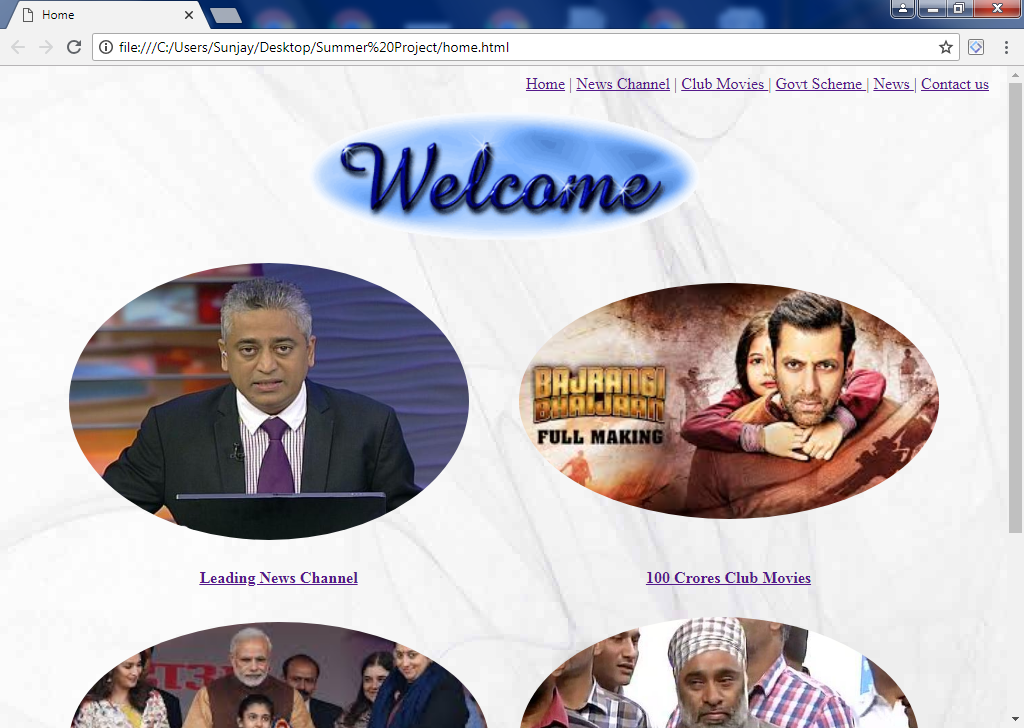 Home
file:///C:/Users/Sunjay/Desktop/Summer%20Project/home.html
Home | News Channel | Club Movies | Govt Scheme | News | Contact us
Welcome
BAJRANGI
BHAIJAAN
FULL MAKING
Leading News Channel
100 Crores Club Movies